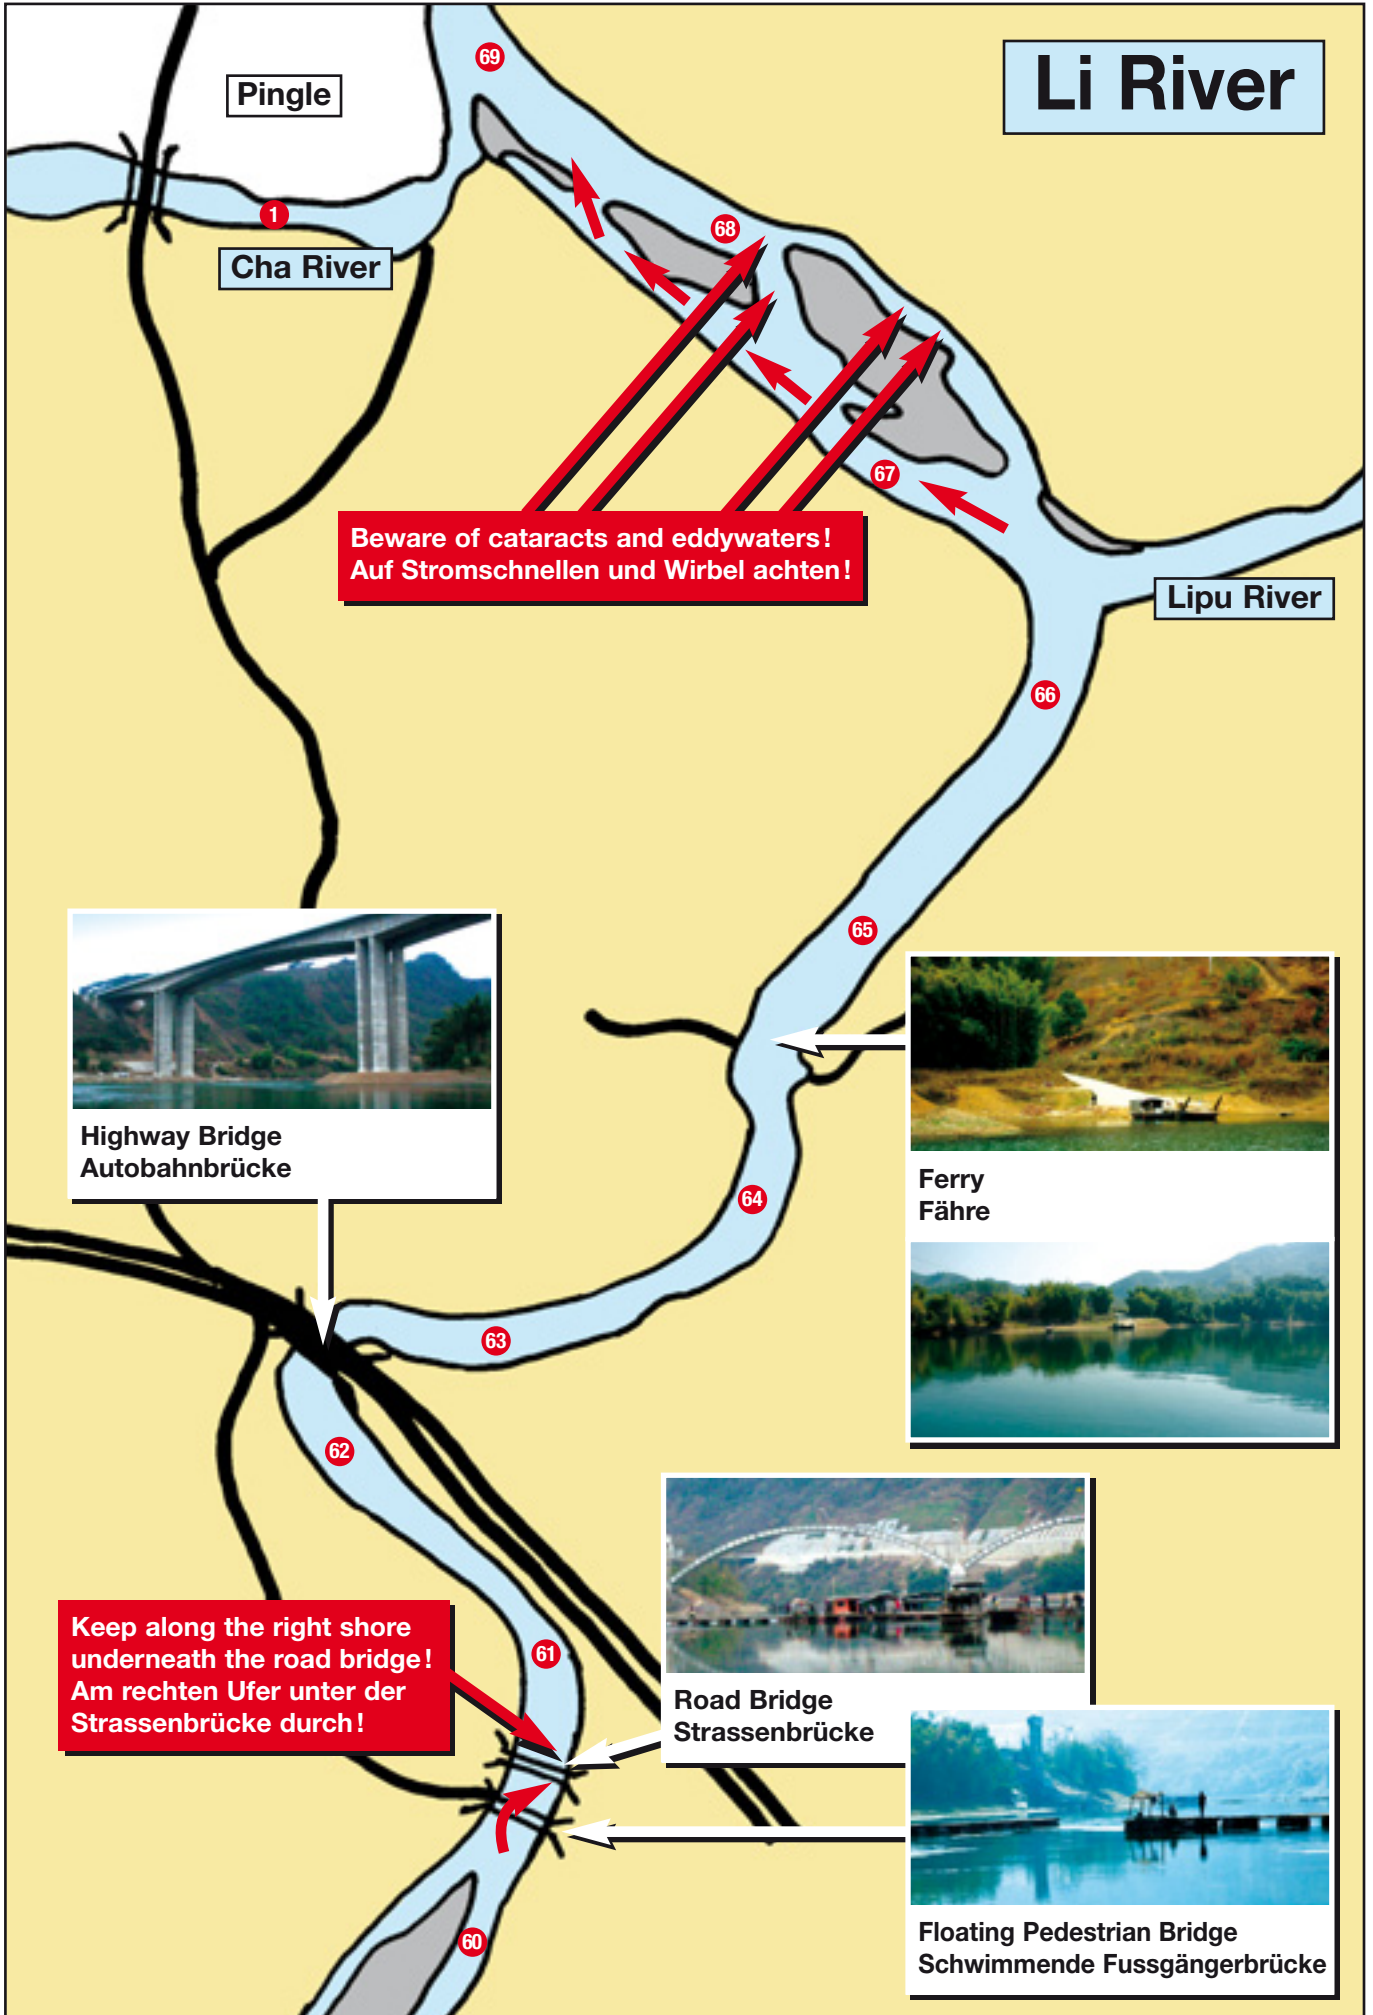 69
Li River
Pingle
1
68
Cha River
67
Beware of cataracts and eddywaters!
Auf Stromschnellen und Wirbel achten!
Lipu River
66
65
Highway Bridge
Autobahnbrücke
Ferry
Fähre
64
63
62
Keep along the right shore
underneath the road bridge!
Am rechten Ufer unter der
Strassenbrücke durch!
61
Road Bridge
Strassenbrücke
Floating Pedestrian Bridge
Schwimmende Fussgängerbrücke
60